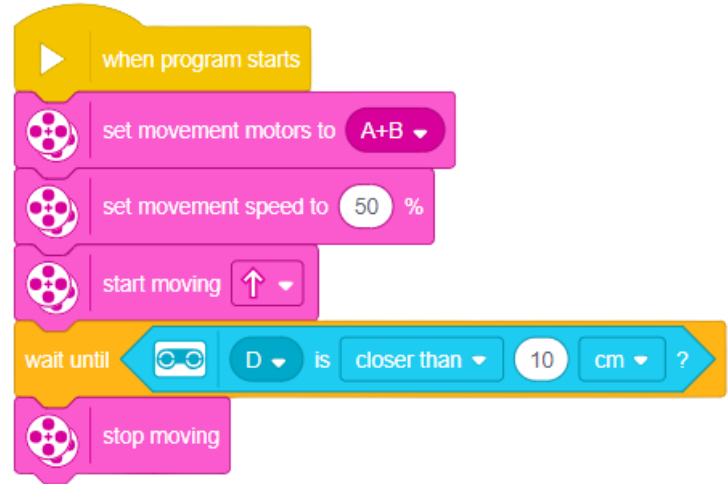 when program starts
set movement motors to A+B
set movement speed to 50 %
start moving
wait until D is closer than 10 cm ?
stop moving